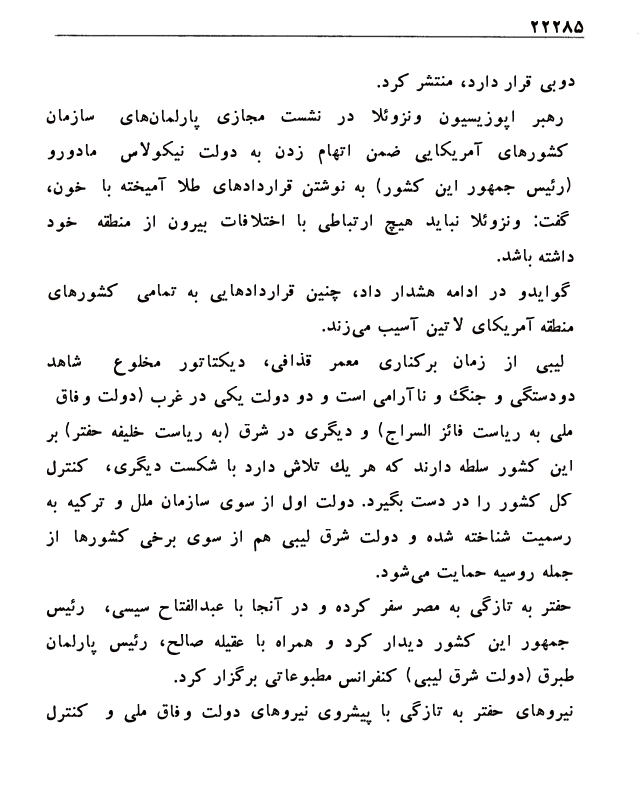 ۲۲۲۸۵
دوبی قرار دارد، منتشر کرد.
رهبر اپوزیسیون ونزوئلا در نشست مجازی پارلمان‌های سازمان
کشورهای آمریکایی ضمن اتهام زدن به دولت نیکولاس مادورو
(رئیس جمهور این کشور) به نوشتن قراردادهای طلا آمیخته با خون،
گفت: ونزوئلا نباید هیچ ارتباطی با اختلافات بیرون از منطقه خود
داشته باشد.
گوایدو در ادامه هشدار داد، چنین قراردادهایی به تمامی کشورهای
منطقه آمریکای لاتین آسیب می‌زند.
لیبی از زمان برکناری معمر قذافی، دیکتاتور مخلوع شاهد
دودستگی و جنگ و ناآرامی است و دو دولت یکی در غرب (دولت وفاق
ملی به ریاست فائز السراج) و دیگری در شرق (به ریاست خلیفه حفتر) بر
این کشور سلطه دارند که هر یك تلاش دارد با شکست دیگری، کنترل
کل کشور را در دست بگیرد. دولت اول از سوی سازمان ملل و ترکیه به
رسمیت شناخته شده و دولت شرق لیبی هم از سوی برخی کشورها از
جمله روسیه حمایت می‌شود.
حفتر به تازگی به مصر سفر کرده و در آنجا با عبدالفتاح سیسی، رئیس
جمهور این کشور دیدار کرد و همراه با عقیله صالح، رئیس پارلمان
طبرق (دولت شرق لیبی) کنفرانس مطبوعاتی برگزار کرد.
نیروهای حفتر به تازگی با پیشروی نیروهای دولت وفاق ملی و کنترل